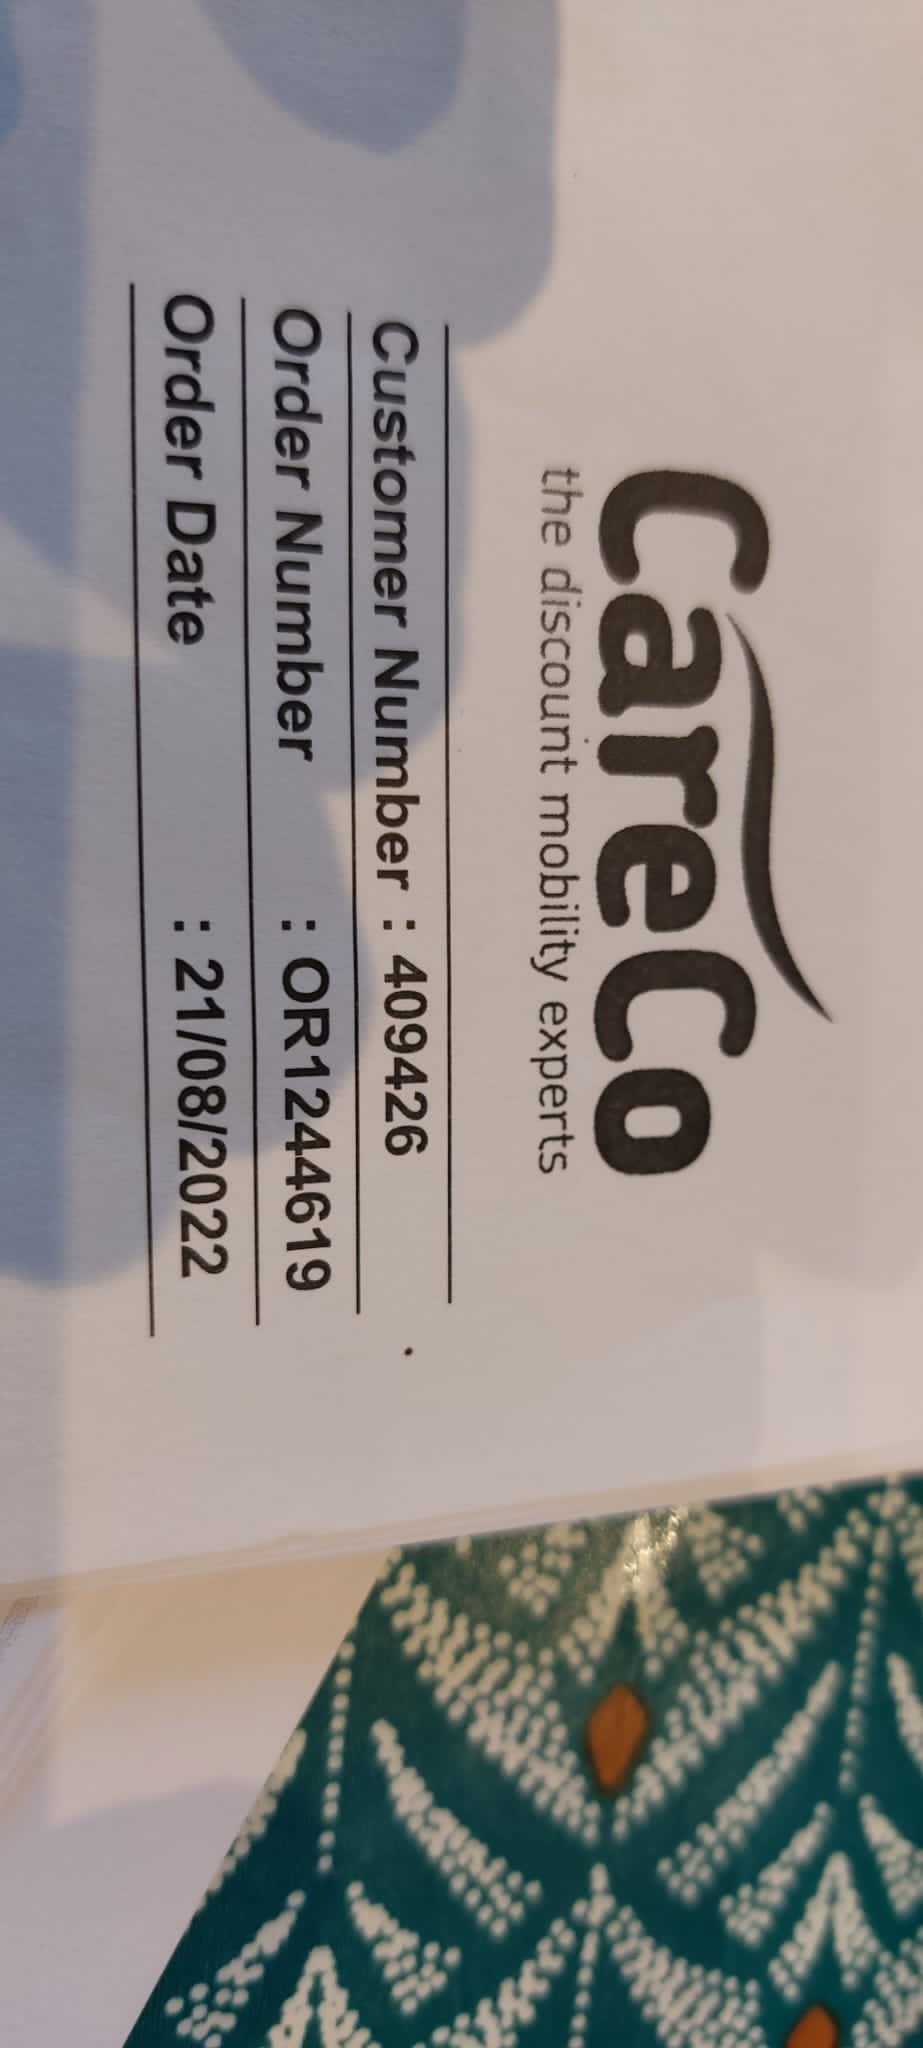 CareCo
the discount mobility experts
Customer Number : 409426
Order Number : OR1244619
Order Date : 21/08/2022